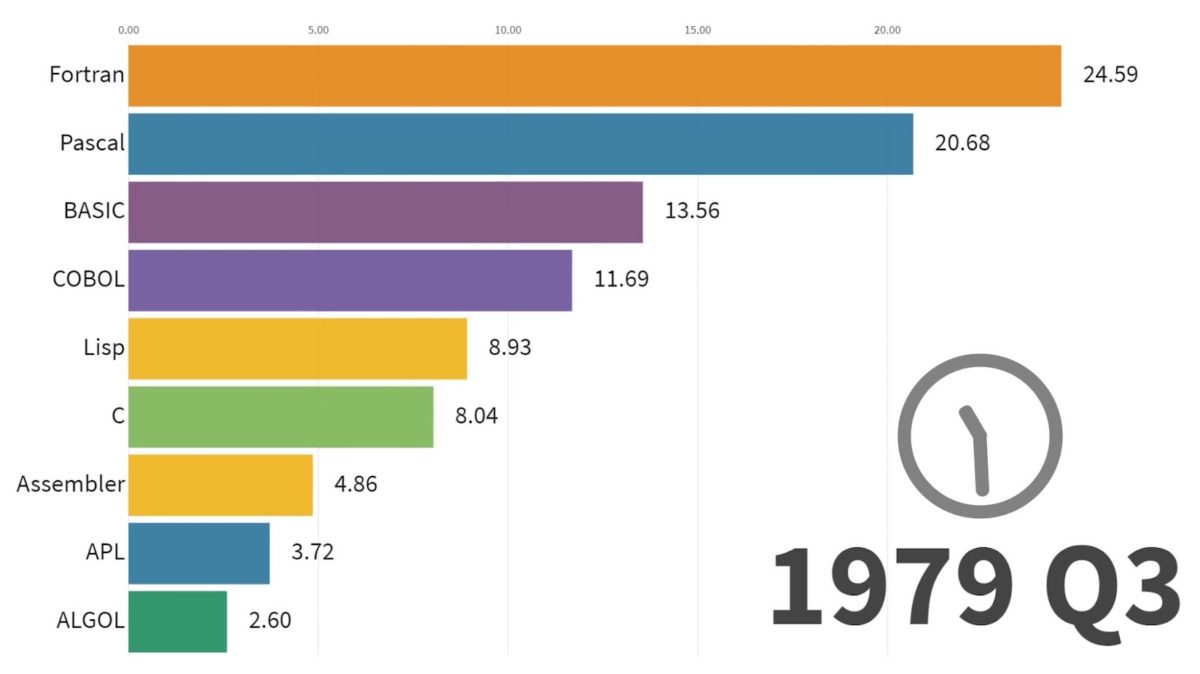 0.00 5.00 10.00 15.00 20.00
Fortran 24.59
Pascal 20.68
BASIC 13.56
COBOL 11.69
Lisp 8.93
C 8.04
Assembler 4.86
APL 3.72
ALGOL 2.60
1979 Q3